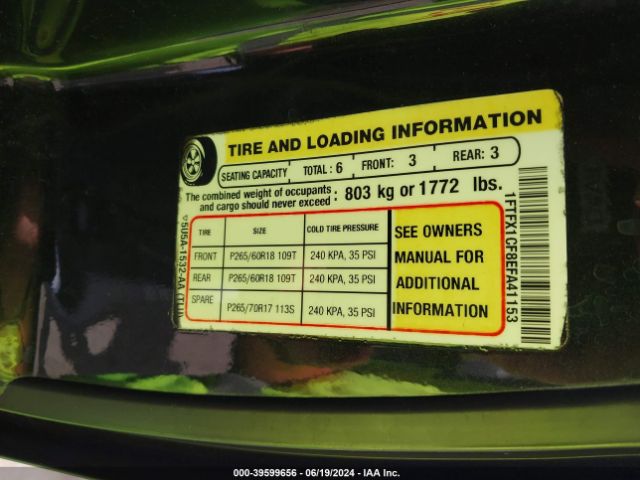 TIRE AND LOADING INFORMATION
SEATING CAPACITY TOTAL: 6 FRONT: 3 REAR: 3
The combined weight of occupants
and cargo should never exceed : 803 kg or 1772 lbs.
TIRE SIZE COLD TIRE PRESSURE
FRONT P265/60R18 109T 240 KPA, 35 PSI
REAR P265/60R18 109T 240 KPA, 35 PSI
SPARE P265/70R17 113S 240 KPA, 35 PSI
SEE OWNERS
MANUAL FOR
ADDITIONAL
INFORMATION
1FTFX1CF8EFA41153
5U5A-1532-AA
000-39599656 - 06/19/2024 - IAA Inc.